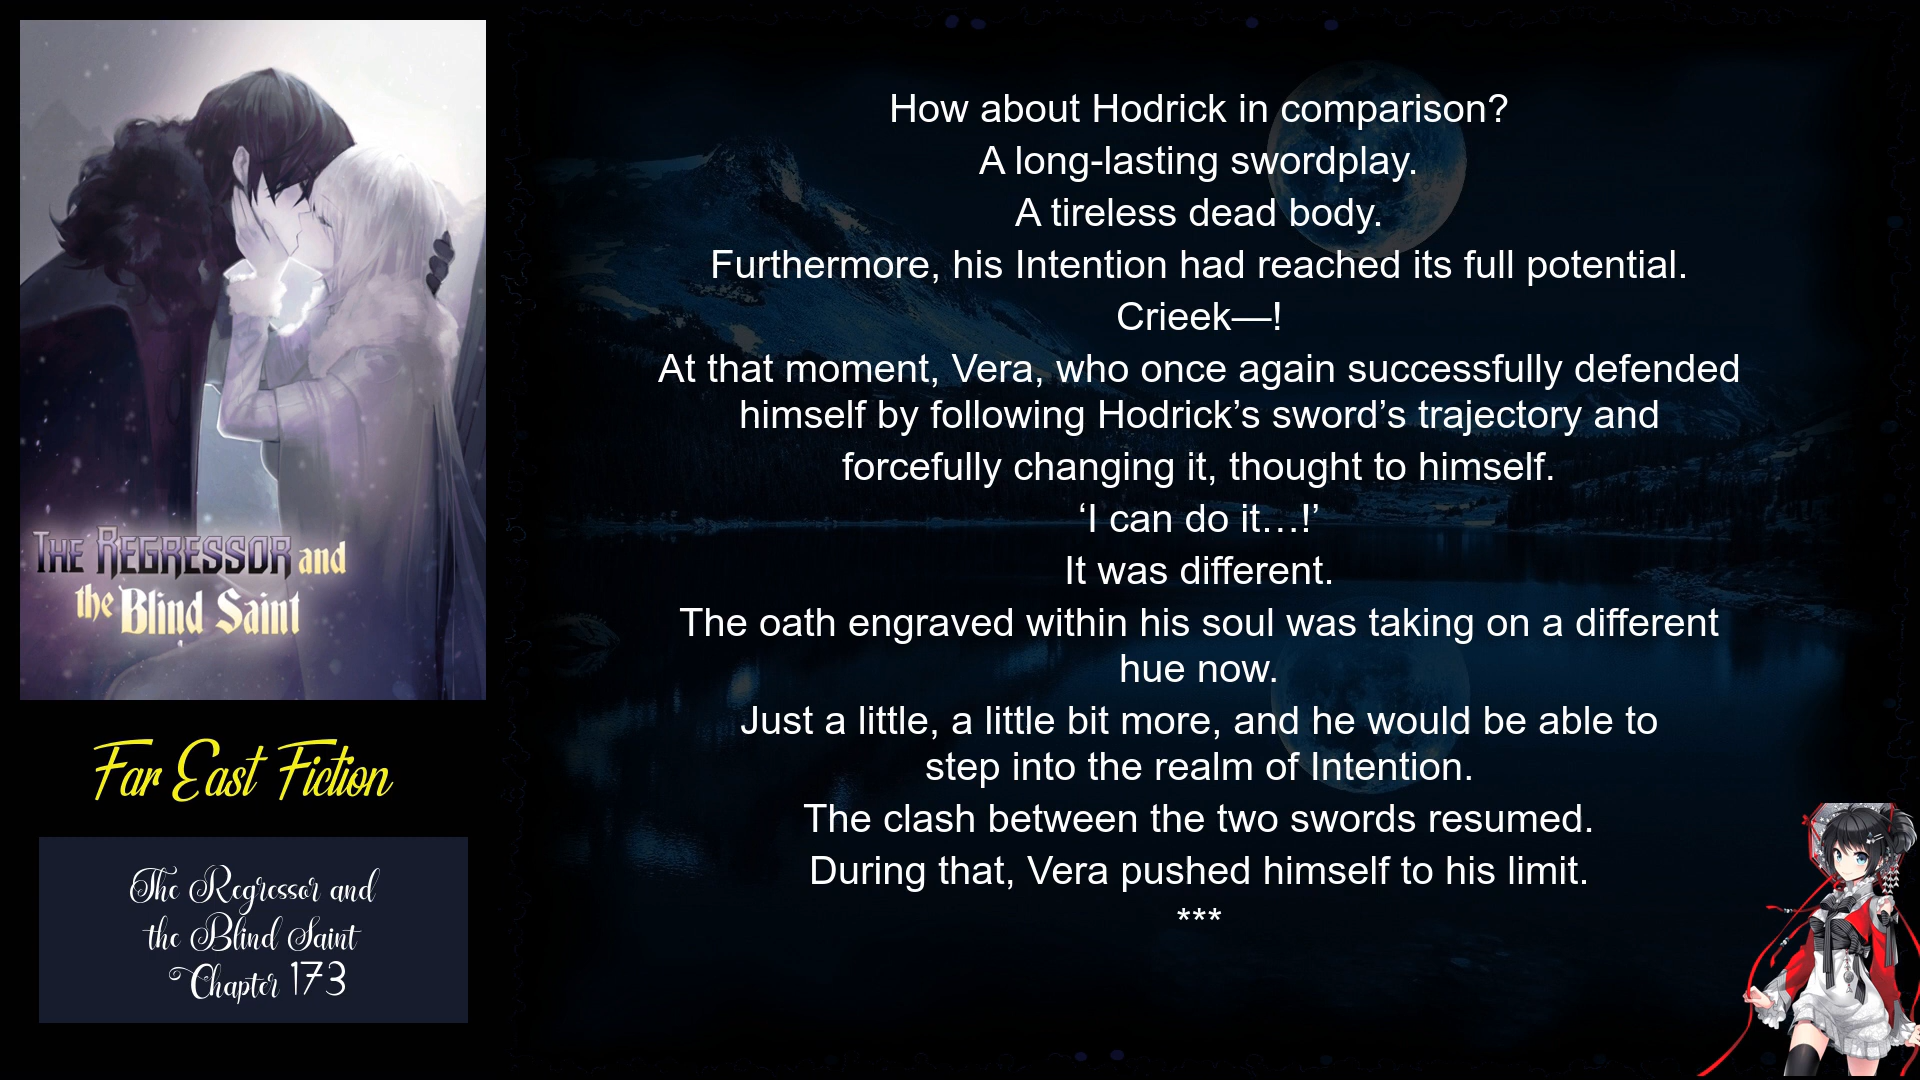 THE REGRESSOR and
the Blind Saint
Far East Fiction
The Regressor and
the Blind Saint
Chapter 173
How about Hodrick in comparison?
A long-lasting swordplay.
A tireless dead body.
Furthermore, his Intention had reached its full potential.
Crieek—!
At that moment, Vera, who once again successfully defended
himself by following Hodrick’s sword’s trajectory and
forcefully changing it, thought to himself.
‘I can do it…!’
It was different.
The oath engraved within his soul was taking on a different
hue now.
Just a little, a little bit more, and he would be able to
step into the realm of Intention.
The clash between the two swords resumed.
During that, Vera pushed himself to his limit.
***